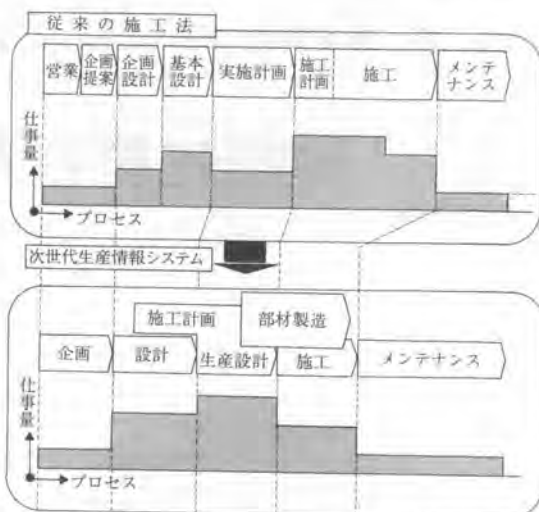 従来の施工法
営業
企画
提案
企画
設計
基本
設計
実施計画
施工
計画
施工
メンテ
ナンス
仕事量
プロセス
次世代生産情報システム
施工計画
部材製造
企画
設計
生産設計
施工
メンテナンス
仕事量
プロセス